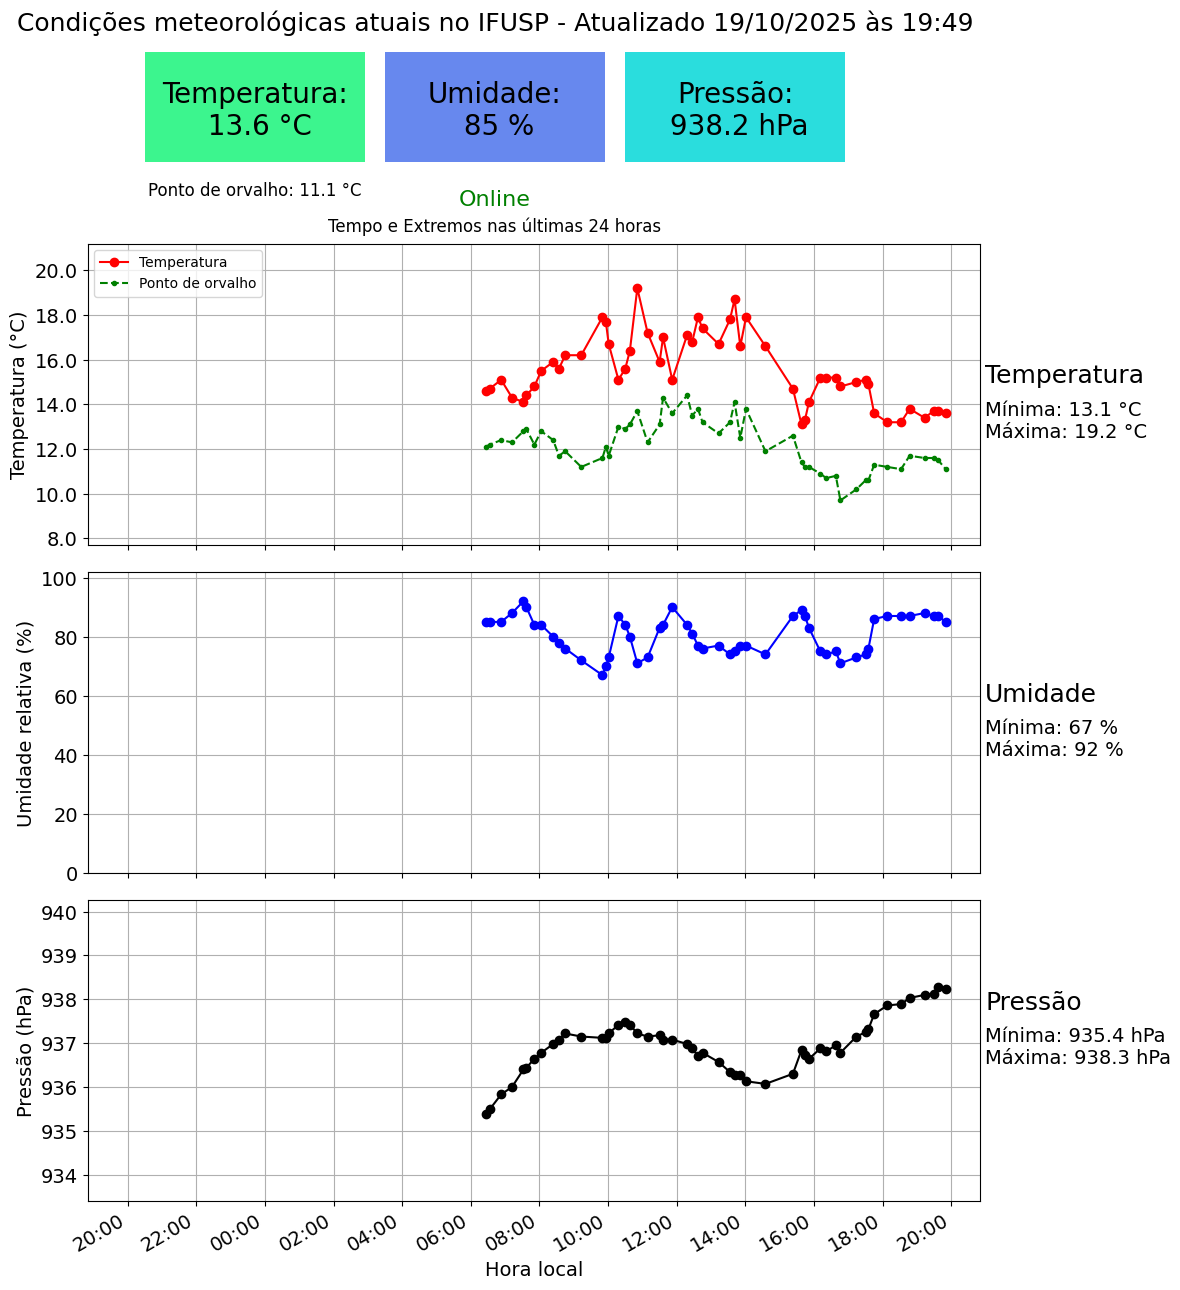 Condições meteorológicas atuais no IFUSP - Atualizado 19/10/2025 às 19:49
Temperatura:
13.6 °C
Umidade:
85 %
Pressão:
938.2 hPa
Ponto de orvalho: 11.1 °C
Online
Tempo e Extremos nas últimas 24 horas
Temperatura
Ponto de orvalho
Temperatura (°C)
20.0
18.0
16.0
14.0
12.0
10.0
8.0
Temperatura
Mínima: 13.1 °C
Máxima: 19.2 °C
Umidade relativa (%)
100
80
60
40
20
0
Umidade
Mínima: 67 %
Máxima: 92 %
Pressão (hPa)
940
939
938
937
936
935
934
Pressão
Mínima: 935.4 hPa
Máxima: 938.3 hPa
20:00
22:00
00:00
02:00
04:00
06:00
08:00
10:00
12:00
14:00
16:00
18:00
20:00
Hora local